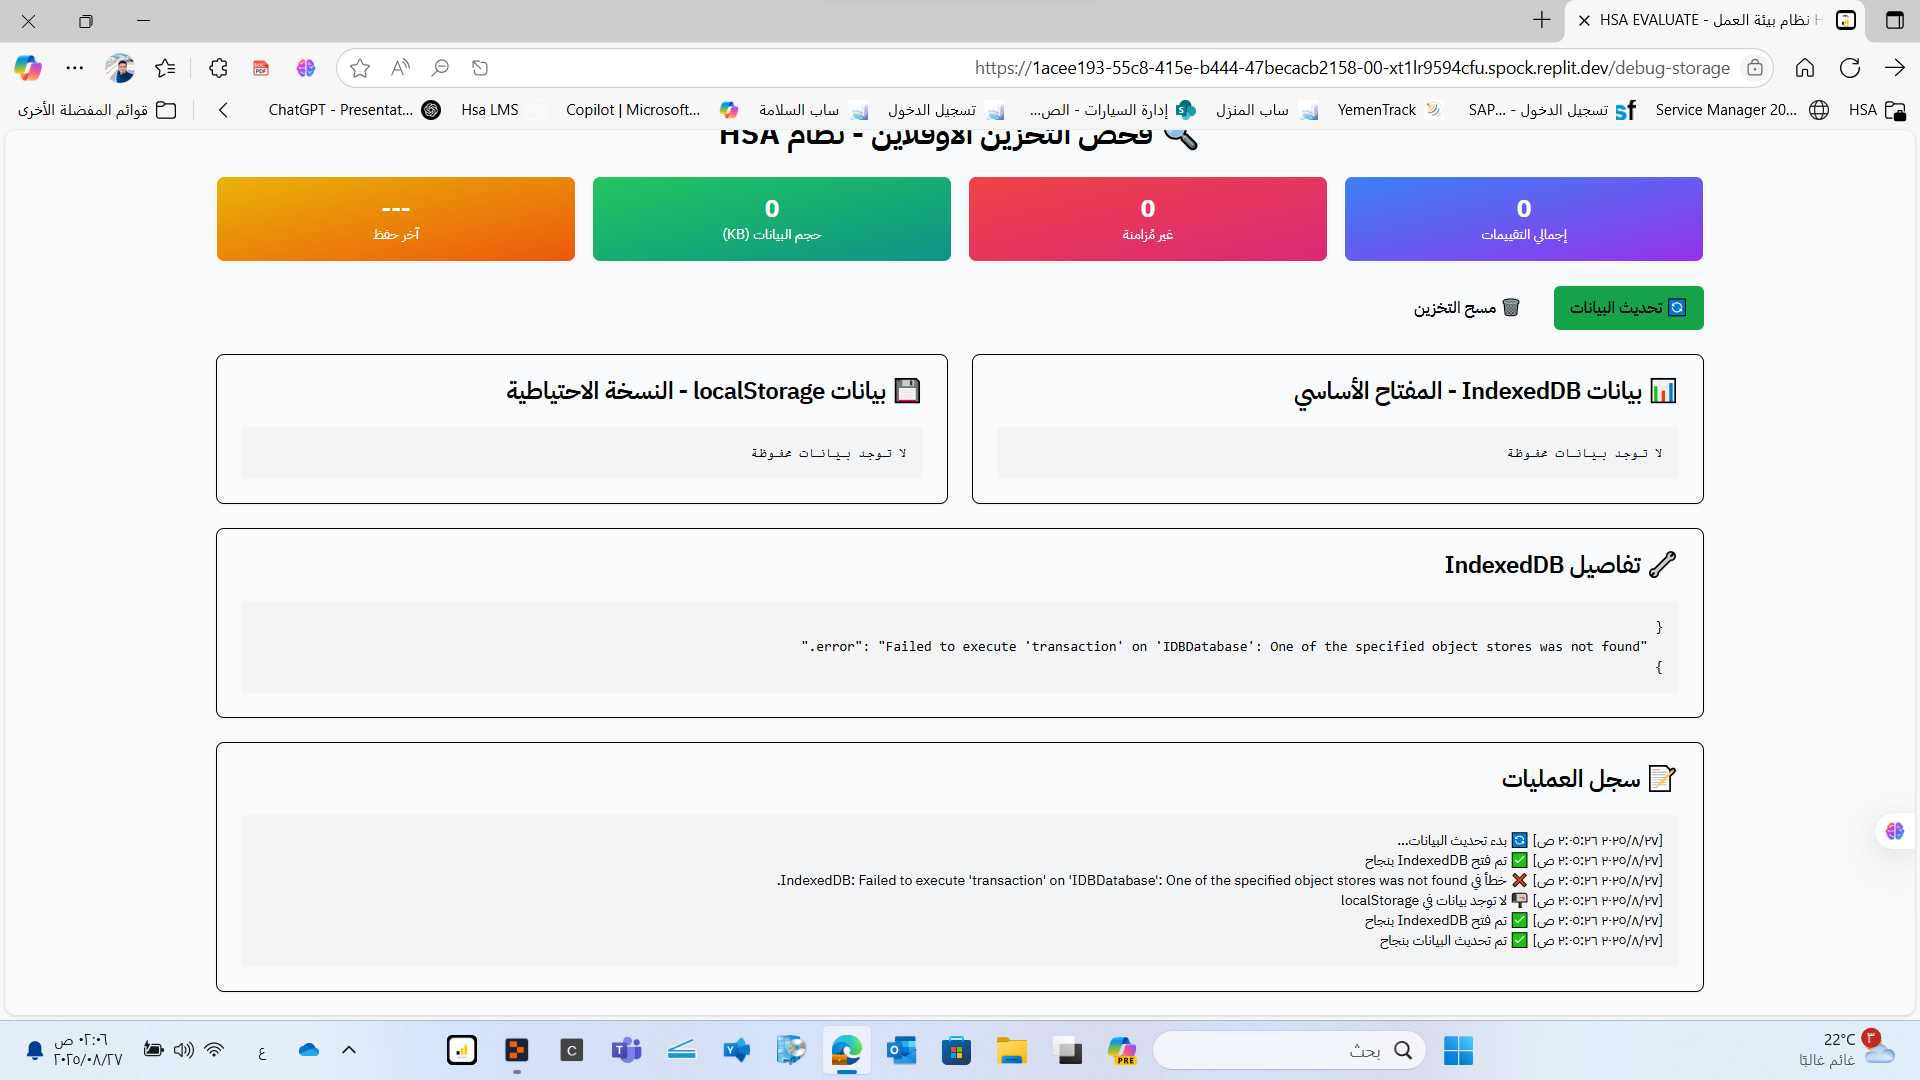 HSA EVALUATE - نظام بيئة العمل H
https://1acee193-55c8-415e-b444-47becacb2158-00-xt1lr9594cfu.spock.replit.dev/debug-storage
HSA
Service Manager 20...
تسجيل الدخول - SAP...
YemenTrack
ساب المنزل
إدارة السيارات - الص...
تسجيل الدخول
ساب السلامة
Copilot | Microsoft...
Hsa LMS
ChatGPT - Presentat...
قوائم المفضلة الأخرى
🔍 فحص التخزين الأوفلاين - نظام HSA
0
إجمالي التقييمات
0
غير مُزامنة
0
حجم البيانات (KB)
---
آخر حفظ
🔄 تحديث البيانات
🗑️ مسح التخزين
📊 بيانات IndexedDB - المفتاح الأساسي
لا توجد بيانات محفوظة
💾 بيانات localStorage - النسخة الاحتياطية
لا توجد بيانات محفوظة
🔧 تفاصيل IndexedDB
{
"error": "Failed to execute 'transaction' on 'IDBDatabase': One of the specified object stores was not found."
}
📝 سجل العمليات
[٢٠٢٥/٨/٢٧ ٢:٠٥:٢٦ ص] 🔄 بدء تحديث البيانات...
[٢٠٢٥/٨/٢٧ ٢:٠٥:٢٦ ص] ✅ تم فتح IndexedDB بنجاح
[٢٠٢٥/٨/٢٧ ٢:٠٥:٢٦ ص] ❌ خطأ في IndexedDB: Failed to execute 'transaction' on 'IDBDatabase': One of the specified object stores was not found.
[٢٠٢٥/٨/٢٧ ٢:٠٥:٢٦ ص] 📭 لا توجد بيانات في localStorage
[٢٠٢٥/٨/٢٧ ٢:٠٥:٢٦ ص] ✅ تم فتح IndexedDB بنجاح
[٢٠٢٥/٨/٢٧ ٢:٠٥:٢٦ ص] ✅ تم تحديث البيانات بنجاح
22°C
غائم غالبًا
٣
بحث
PRE
ع
٠٢:٠٦ ص
٢٠٢٥/٠٨/٢٧